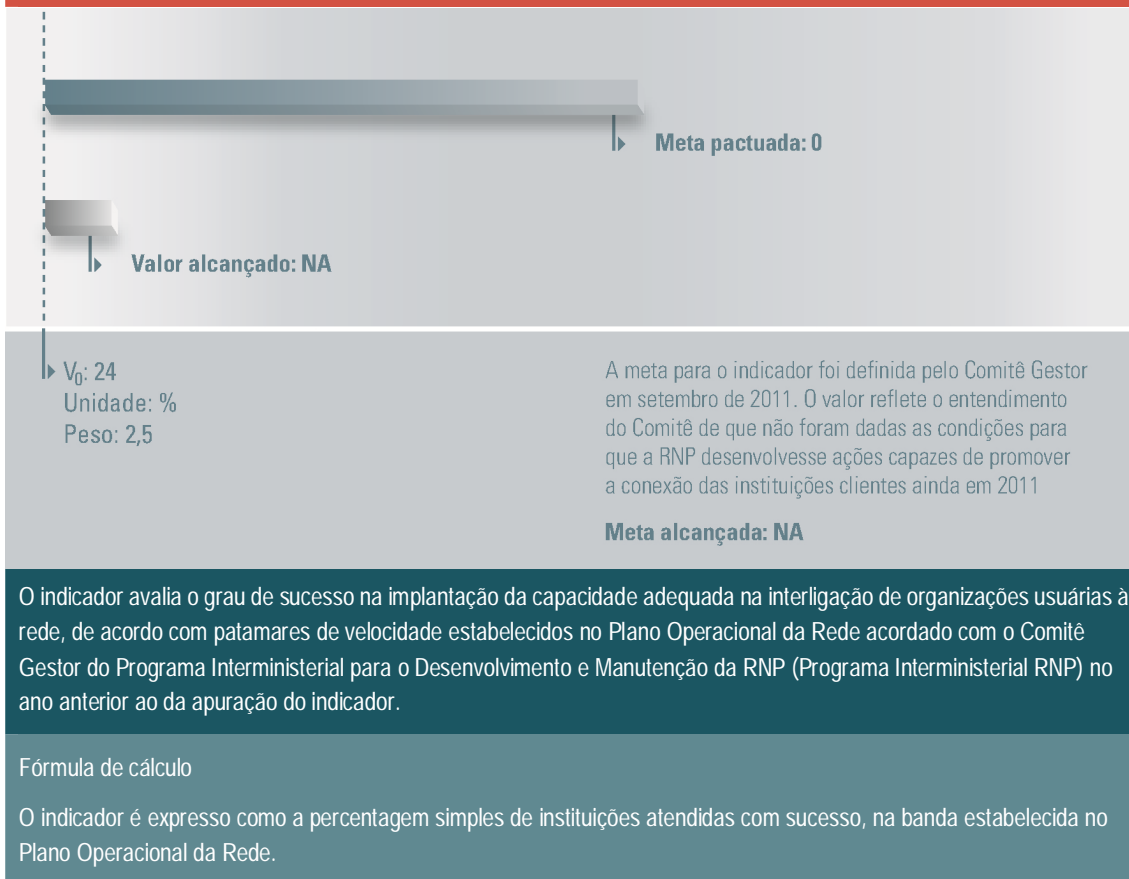 Meta pactuada: 0
Valor alcançado: NA
V₀: 24
Unidade: %
Peso: 2,5
A meta para o indicador foi definida pelo Comitê Gestor
em setembro de 2011. O valor reflete o entendimento
do Comitê de que não foram dadas as condições para
que a RNP desenvolvesse ações capazes de promover
a conexão das instituições clientes ainda em 2011
Meta alcançada: NA
O indicador avalia o grau de sucesso na implantação da capacidade adequada na interligação de organizações usuárias à
rede, de acordo com patamares de velocidade estabelecidos no Plano Operacional da Rede acordado com o Comitê
Gestor do Programa Interministerial para o Desenvolvimento e Manutenção da RNP (Programa Interministerial RNP) no
ano anterior ao da apuração do indicador.
Fórmula de cálculo
O indicador é expresso como a percentagem simples de instituições atendidas com sucesso, na banda estabelecida no
Plano Operacional da Rede.